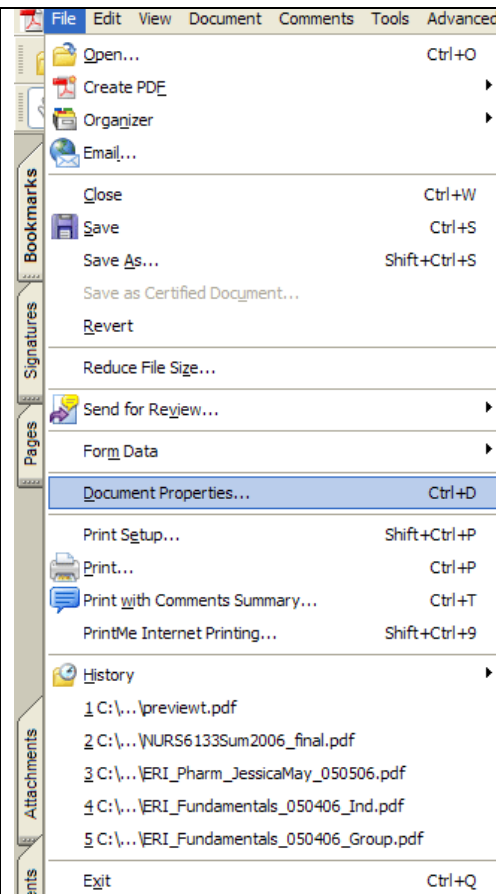 File Edit View Document Comments Tools Advanced
Open... Ctrl+O
Create PDF
Organizer
Email...
Close Ctrl+W
Save Ctrl+S
Save As... Shift+Ctrl+S
Save as Certified Document...
Revert
Reduce File Size...
Send for Review...
Form Data
Document Properties... Ctrl+D
Print Setup... Shift+Ctrl+P
Print... Ctrl+P
Print with Comments Summary... Ctrl+T
PrintMe Internet Printing... Shift+Ctrl+9
History
1 C:\...\previewt.pdf
2 C:\...\NURS6133Sum2006_final.pdf
3 C:\...\ERI_Pharm_JessicaMay_050506.pdf
4 C:\...\ERI_Fundamentals_050406_Ind.pdf
5 C:\...\ERI_Fundamentals_050406_Group.pdf
Exit Ctrl+Q
Bookmarks
Signatures
Pages
Attachments